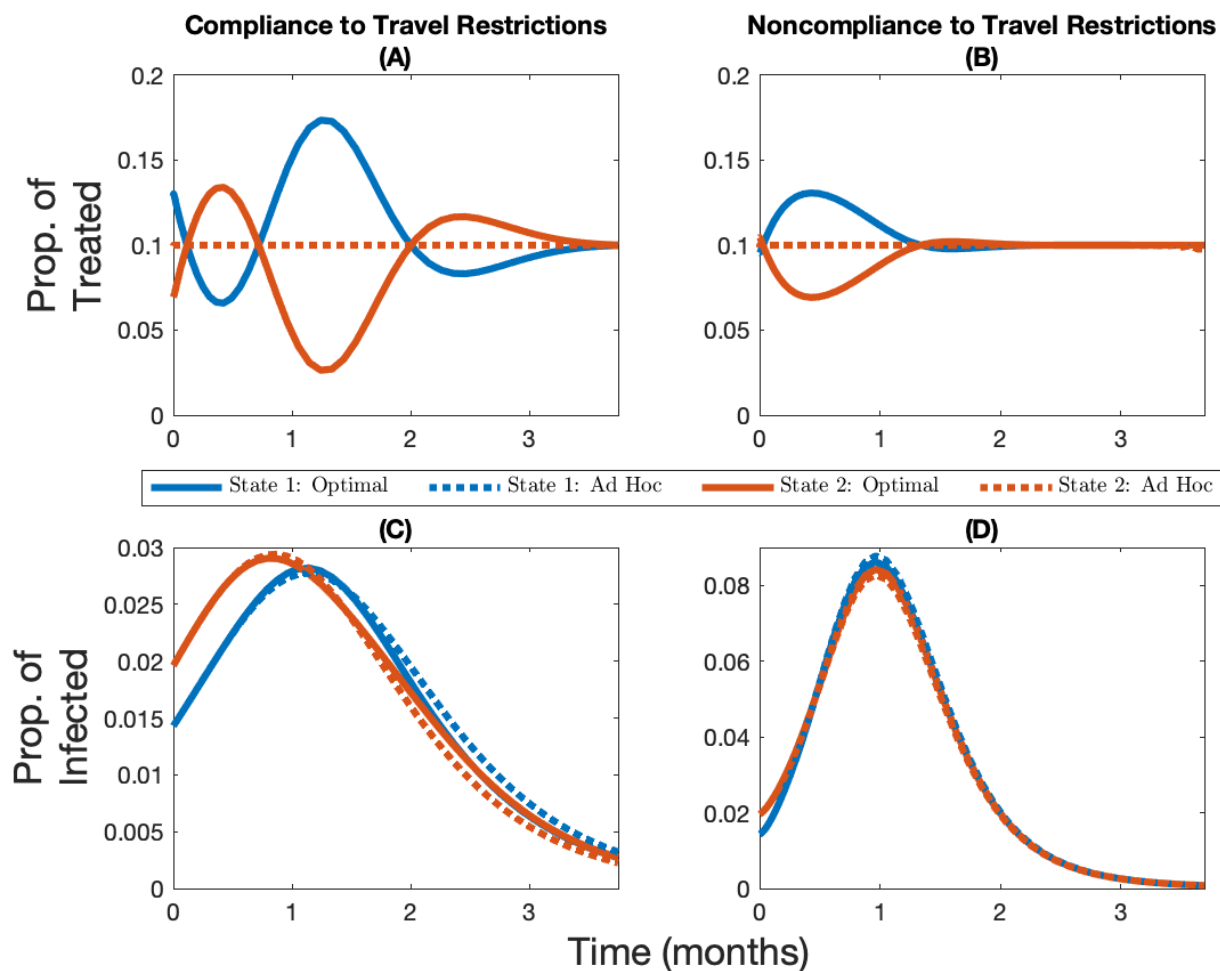 Compliance to Travel Restrictions
(A)
Noncompliance to Travel Restrictions
(B)
Prop. of
Treated
0.2
0.15
0.1
0.05
0
0 1 2 3
0.2
0.15
0.1
0.05
0
0 1 2 3
State 1: Optimal State 1: Ad Hoc State 2: Optimal State 2: Ad Hoc
(C)
(D)
Prop. of
Infected
0.03
0.025
0.02
0.015
0.01
0.005
0
0 1 2 3
0.08
0.06
0.04
0.02
0
0 1 2 3
Time (months)